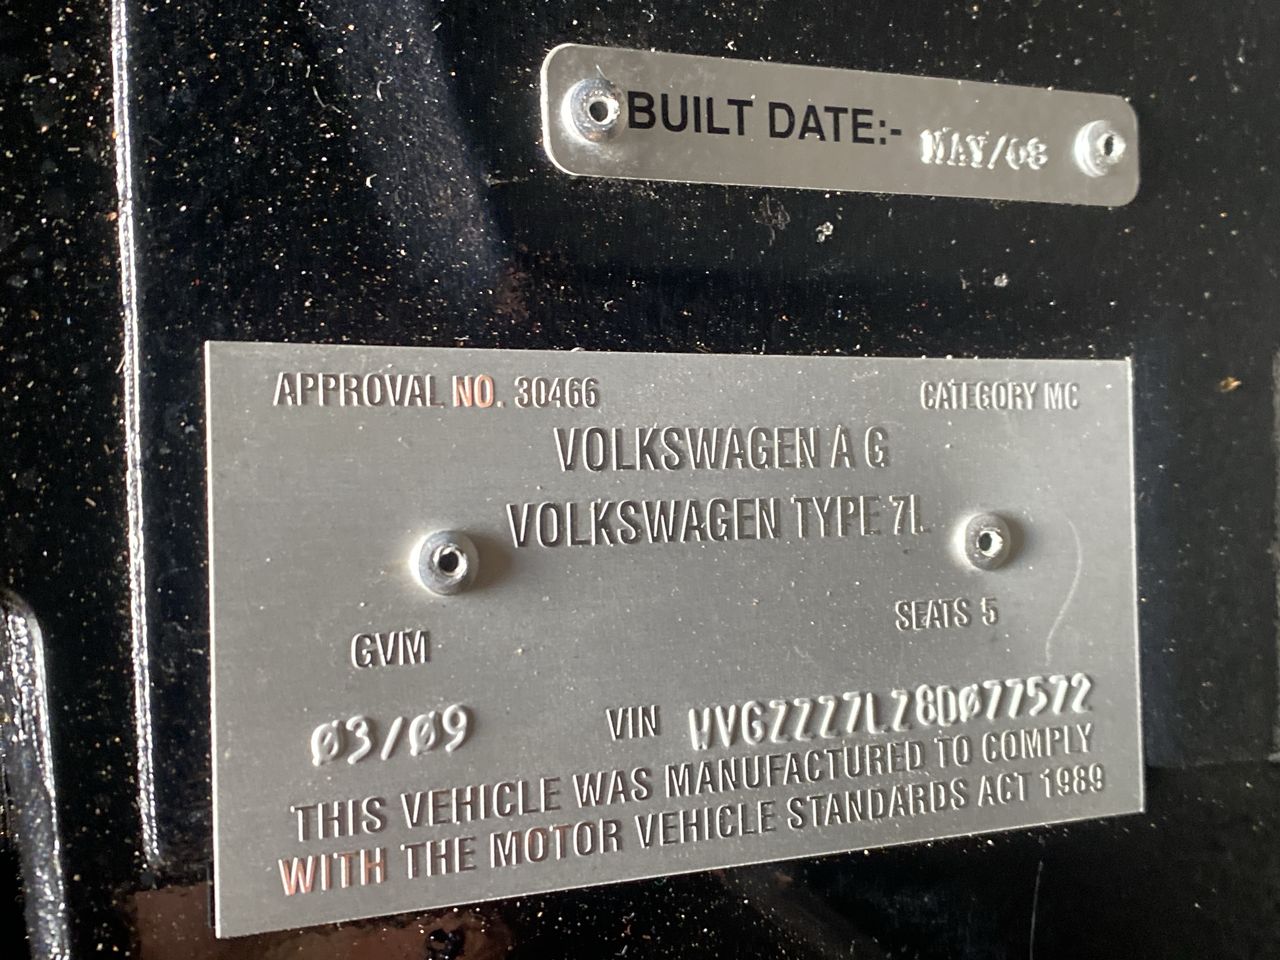 BUILT DATE:- MAY/08
APPROVAL NO. 30466 CATEGORY MC
VOLKSWAGEN A G
VOLKSWAGEN TYPE 7L
SEATS 5
GVM
Ø3/Ø9 VIN WVGZZZ7LZ8DØ77572
THIS VEHICLE WAS MANUFACTURED TO COMPLY
WITH THE MOTOR VEHICLE STANDARDS ACT 1989